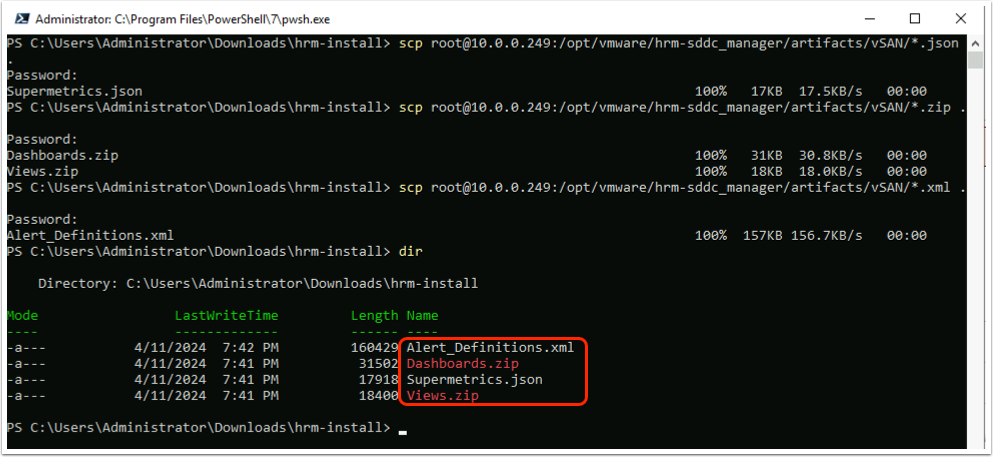 Administrator: C:\Program Files\PowerShell\7\pwsh.exe
PS C:\Users\Administrator\Downloads\hrm-install> scp root@10.0.0.249:/opt/vmware/hrm-sddc_manager/artifacts/vSAN/*.json
.
Password:
Supermetrics.json 100% 17KB 17.5KB/s 00:00
PS C:\Users\Administrator\Downloads\hrm-install> scp root@10.0.0.249:/opt/vmware/hrm-sddc_manager/artifacts/vSAN/*.zip .
Password:
Dashboards.zip 100% 31KB 30.8KB/s 00:00
Views.zip 100% 18KB 18.0KB/s 00:00
PS C:\Users\Administrator\Downloads\hrm-install> scp root@10.0.0.249:/opt/vmware/hrm-sddc_manager/artifacts/vSAN/*.xml .
Password:
Alert_Definitions.xml 100% 157KB 156.7KB/s 00:00
PS C:\Users\Administrator\Downloads\hrm-install> dir
Directory: C:\Users\Administrator\Downloads\hrm-install
Mode LastWriteTime Length Name
---- ------------- ------ ----
-a--- 4/11/2024 7:42 PM 160429 Alert_Definitions.xml
-a--- 4/11/2024 7:41 PM 31502 Dashboards.zip
-a--- 4/11/2024 7:41 PM 17918 Supermetrics.json
-a--- 4/11/2024 7:41 PM 18400 Views.zip
PS C:\Users\Administrator\Downloads\hrm-install>